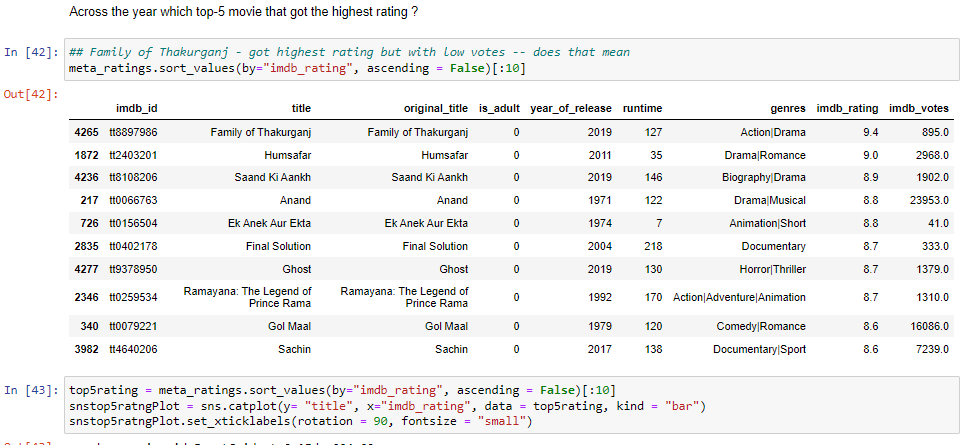 Across the year which top-5 movie that got the highest rating ?
In [42]: ## Family of Thakurganj - got highest rating but with low votes -- does that mean
meta_ratings.sort_values(by="imdb_rating", ascending = False)[:10]
Out[42]:
imdb_id title original_title is_adult year_of_release runtime genres imdb_rating imdb_votes
4265 tt8897986 Family of Thakurganj Family of Thakurganj 0 2019 127 Action|Drama 9.4 895.0
1872 tt2403201 Humsafar Humsafar 0 2011 35 Drama|Romance 9.0 2968.0
4236 tt8108206 Saand Ki Aankh Saand Ki Aankh 0 2019 146 Biography|Drama 8.9 1902.0
217 tt0066763 Anand Anand 0 1971 122 Drama|Musical 8.8 23953.0
726 tt0156504 Ek Anek Aur Ekta Ek Anek Aur Ekta 0 1974 7 Animation|Short 8.8 41.0
2835 tt0402178 Final Solution Final Solution 0 2004 218 Documentary 8.7 333.0
4277 tt9378950 Ghost Ghost 0 2019 130 Horror|Thriller 8.7 1379.0
2346 tt0259534 Ramayana: The Legend of Prince Rama Ramayana: The Legend of Prince Rama 0 1992 170 Action|Adventure|Animation 8.7 1310.0
340 tt0079221 Gol Maal Gol Maal 0 1979 120 Comedy|Romance 8.6 16086.0
3982 tt4640206 Sachin Sachin 0 2017 138 Documentary|Sport 8.6 7239.0
In [43]: top5rating = meta_ratings.sort_values(by="imdb_rating", ascending = False)[:10]
snstop5ratngPlot = sns.catplot(y= "title", x="imdb_rating", data = top5rating, kind = "bar")
snstop5ratngPlot.set_xticklabels(rotation = 90, fontsize = "small")